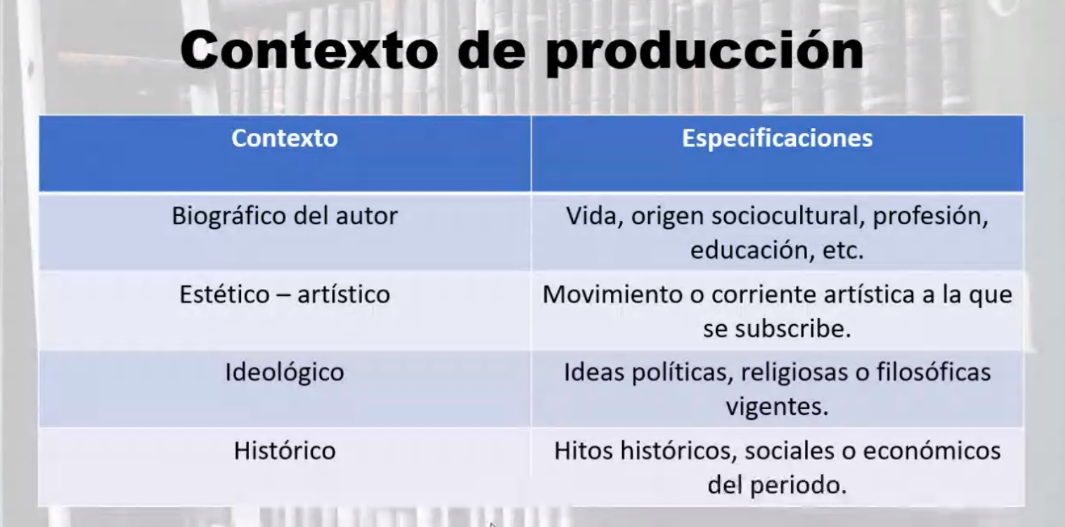 Contexto de producción
Contexto
Especificaciones
Biográfico del autor
Vida, origen sociocultural, profesión,
educación, etc.
Estético – artístico
Movimiento o corriente artística a la que
se subscribe.
Ideológico
Ideas políticas, religiosas o filosóficas
vigentes.
Histórico
Hitos históricos, sociales o económicos
del periodo.